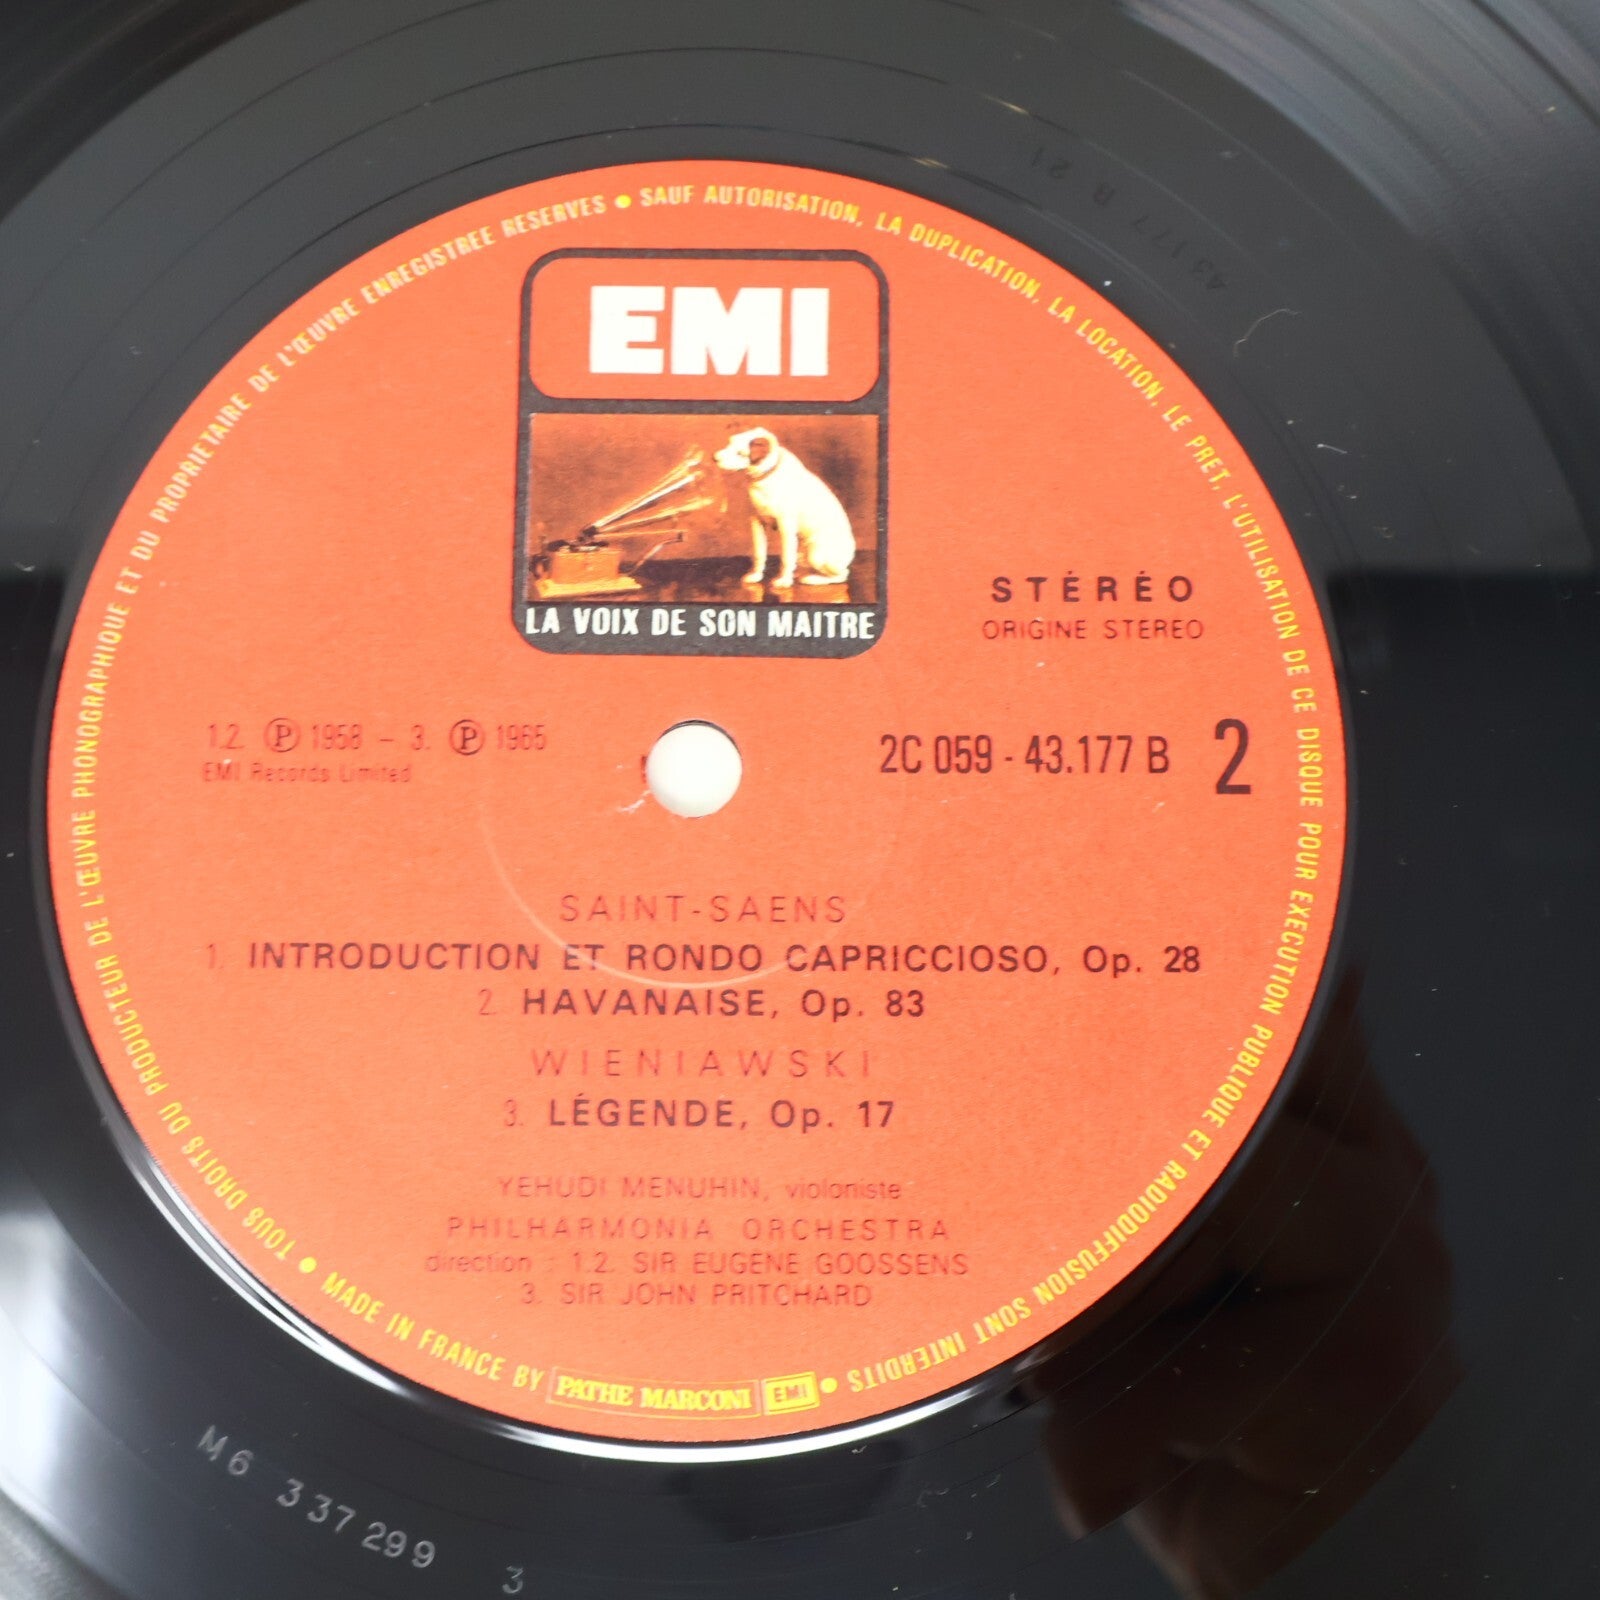 TOUS DROITS DU PRODUCTEUR DE L'ŒUVRE PHONOGRAPHIQUE ET DU PROPRIETAIRE DE L'ŒUVRE ENREGISTREE RESERVES • SAUF AUTORISATION, LA DUPLICATION, LA LOCATION, LE PRET, L'UTILISATION DE CE DISQUE POUR EXECUTION PUBLIQUE ET RADIODIFFUSION SONT INTERDITS •
EMI
LA VOIX DE SON MAITRE
STÉRÉO
ORIGINE STEREO
1.2. Ⓟ 1958 – 3. Ⓟ 1965
EMI Records Limited
2C 059 - 43.177 B 2
SAINT-SAENS
1. INTRODUCTION ET RONDO CAPRICCIOSO, Op. 28
2. HAVANAISE, Op. 83
WIENIAWSKI
3. LÉGENDE, Op. 17
YEHUDI MENUHIN, violoniste
PHILHARMONIA ORCHESTRA
direction : 1.2. SIR EUGENE GOOSSENS
3. SIR JOHN PRITCHARD
• MADE IN FRANCE BY PATHE MARCONI EMI
M6 337299 3
43177 B 21